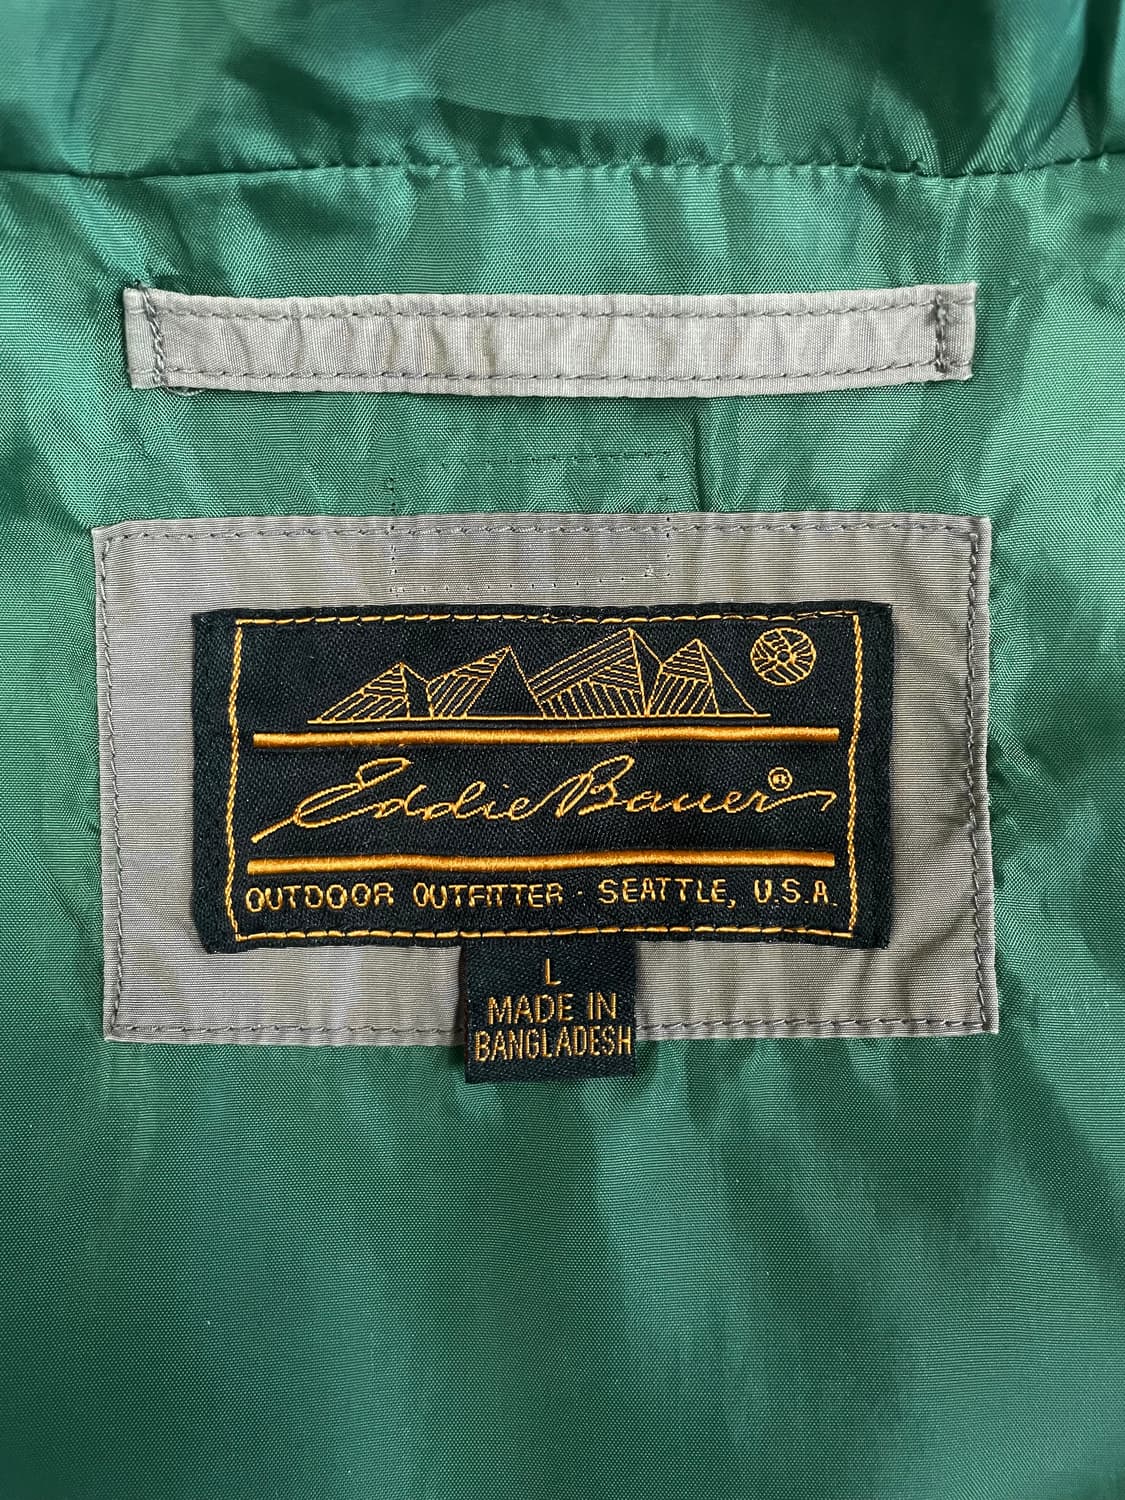 Eddie Bauer®
OUTDOOR OUTFITTER · SEATTLE, U.S.A.
L
MADE IN
BANGLADESH